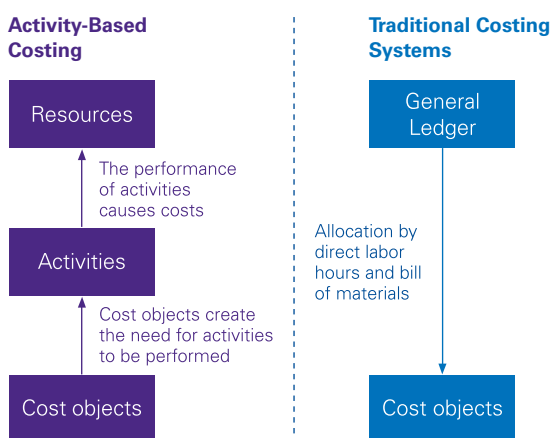 Activity-Based
Costing
Resources
The performance
of activities
causes costs
Activities
Cost objects create
the need for activities
to be performed
Cost objects
Traditional Costing
Systems
General
Ledger
Allocation by
direct labor
hours and bill
of materials
Cost objects